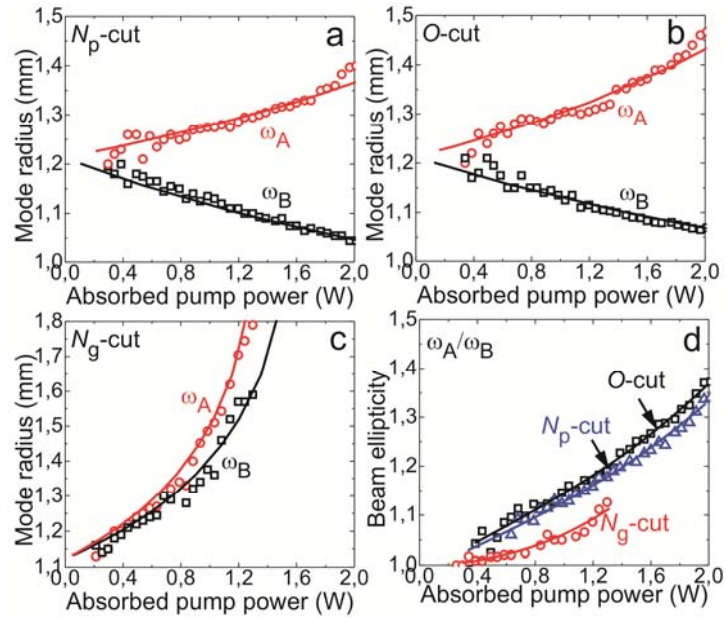 1,5
Np-cut
a
1,4
1,3
ωA
1,2
ωB
1,1
1,0
Mode radius (mm)
0,0 0,4 0,8 1,2 1,6 2,0
Absorbed pump power (W)
1,5
O-cut
b
1,4
1,3
ωA
1,2
ωB
1,1
1,0
Mode radius (mm)
0,0 0,4 0,8 1,2 1,6 2,0
Absorbed pump power (W)
1,8
Ng-cut
c
1,7
1,6
1,5
ωA
1,4
ωB
1,3
1,2
1,1
Mode radius (mm)
0,0 0,4 0,8 1,2 1,6 2,0
Absorbed pump power (W)
1,5
ωA/ωB
d
1,4
O-cut
1,3
Np-cut
1,2
1,1
Ng-cut
1,0
Beam ellipticity
0,0 0,4 0,8 1,2 1,6 2,0
Absorbed pump power (W)